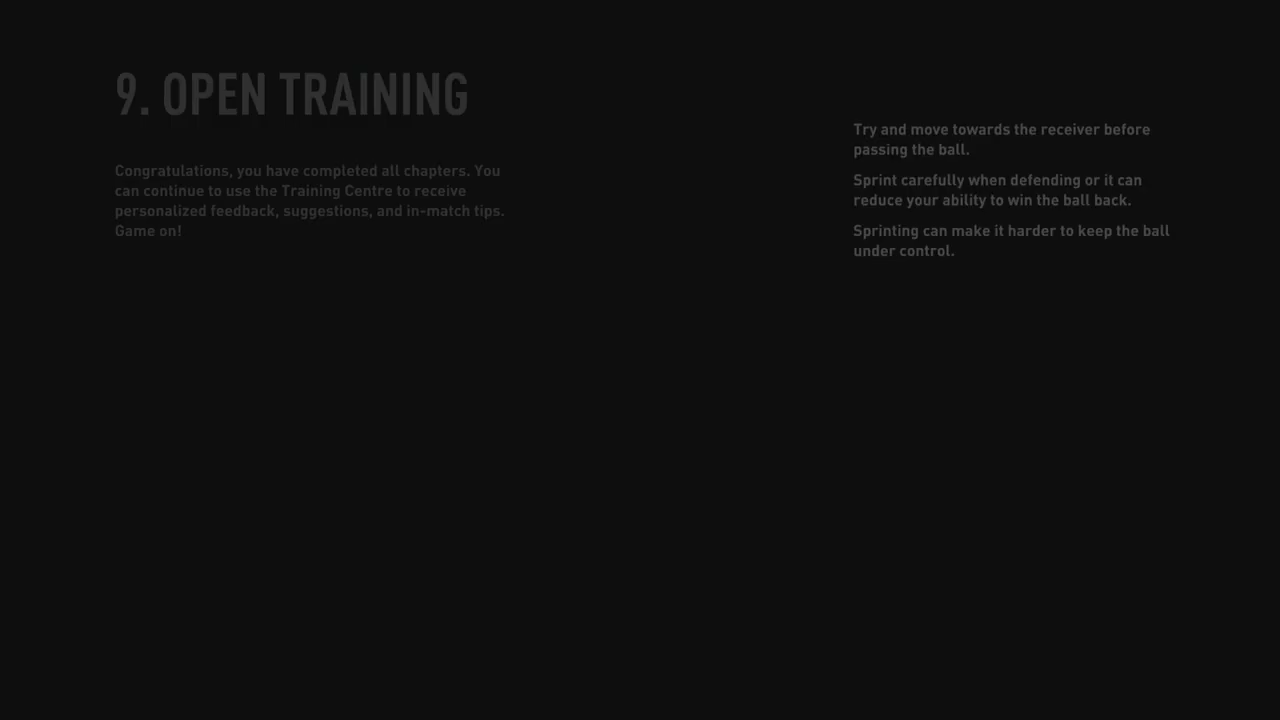 9. OPEN TRAINING
Congratulations, you have completed all chapters. You
can continue to use the Training Centre to receive
personalized feedback, suggestions, and in-match tips.
Game on!
Try and move towards the receiver before
passing the ball.
Sprint carefully when defending or it can
reduce your ability to win the ball back.
Sprinting can make it harder to keep the ball
under control.